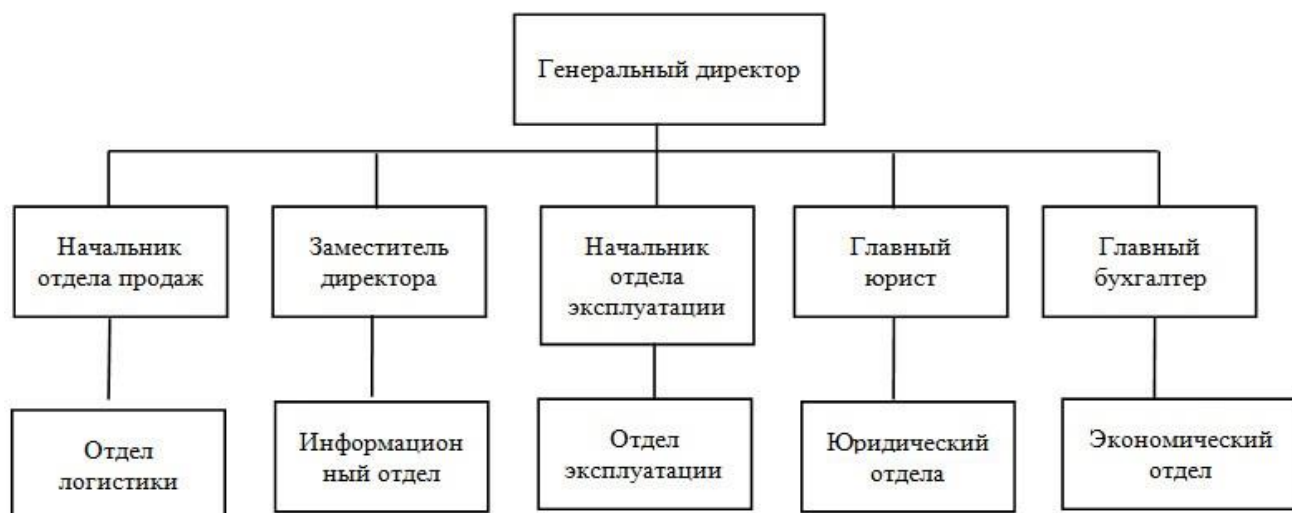 Генеральный директор
Начальник
отдела продаж
Заместитель
директора
Начальник
отдела
эксплуатации
Главный
юрист
Главный
бухгалтер
Отдел
логистики
Информацион
ный отдел
Отдел
эксплуатации
Юридический
отдела
Экономический
отдел